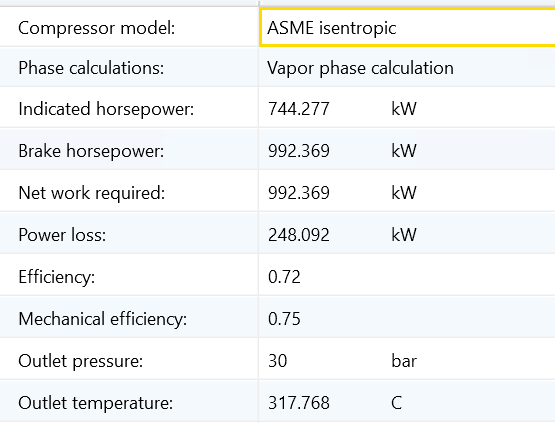 Compressor model: ASME isentropic
Phase calculations: Vapor phase calculation
Indicated horsepower: 744.277 kW
Brake horsepower: 992.369 kW
Net work required: 992.369 kW
Power loss: 248.092 kW
Efficiency: 0.72
Mechanical efficiency: 0.75
Outlet pressure: 30 bar
Outlet temperature: 317.768 C